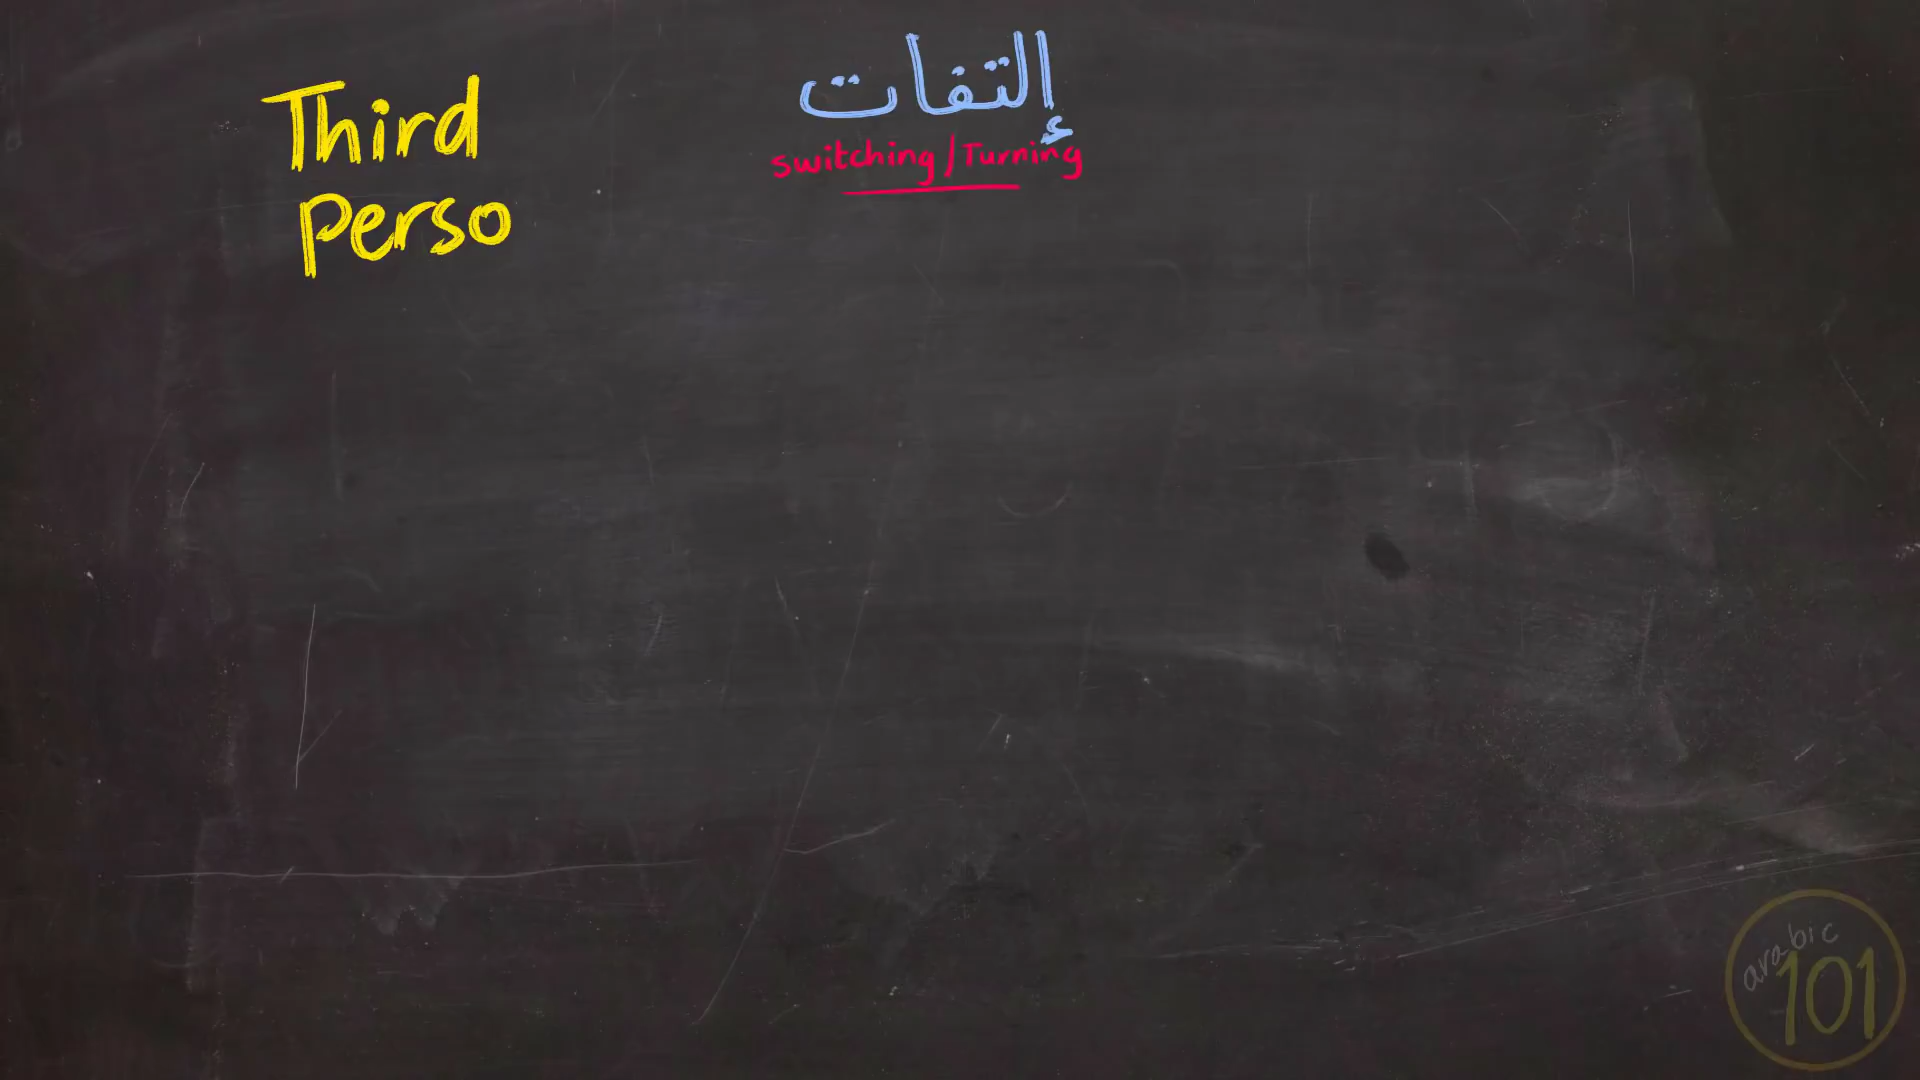 إلتفات
switching/Turning
Third
perso
arabic
101